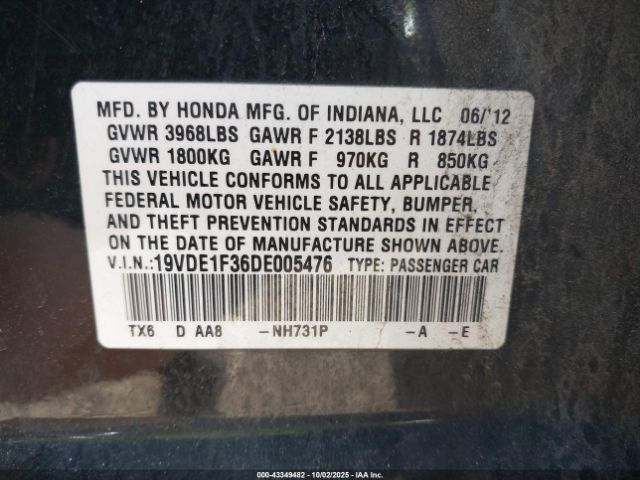 MFD. BY HONDA MFG. OF INDIANA, LLC 06/'12
GVWR 3968LBS GAWR F 2138LBS R 1874LBS
GVWR 1800KG GAWR F 970KG R 850KG
THIS VEHICLE CONFORMS TO ALL APPLICABLE
FEDERAL MOTOR VEHICLE SAFETY, BUMPER,
AND THEFT PREVENTION STANDARDS IN EFFECT
ON THE DATE OF MANUFACTURE SHOWN ABOVE.
V.I.N.:19VDE1F36DE005476 TYPE: PASSENGER CAR
TX6 D AA8 -NH731P -A -E
000-43349482 - 10/02/2025 - IAA Inc.